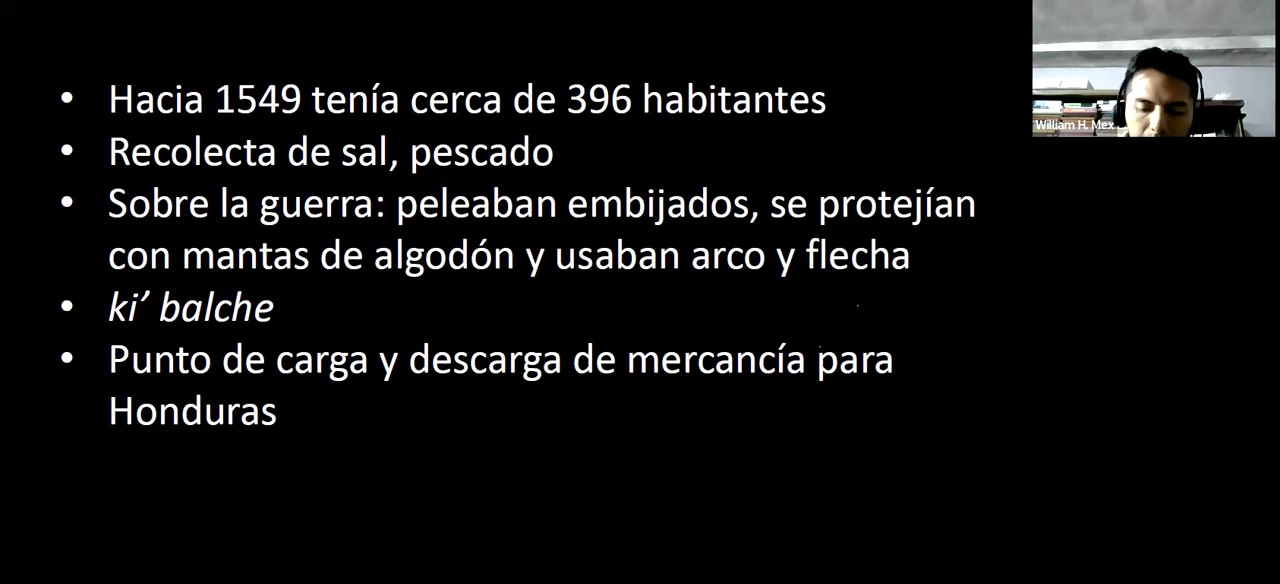 • Hacia 1549 tenía cerca de 396 habitantes
• Recolecta de sal, pescado
• Sobre la guerra: peleaban embijados, se protejían
con mantas de algodón y usaban arco y flecha
• ki’ balche
• Punto de carga y descarga de mercancía para
Honduras
William H. Mex